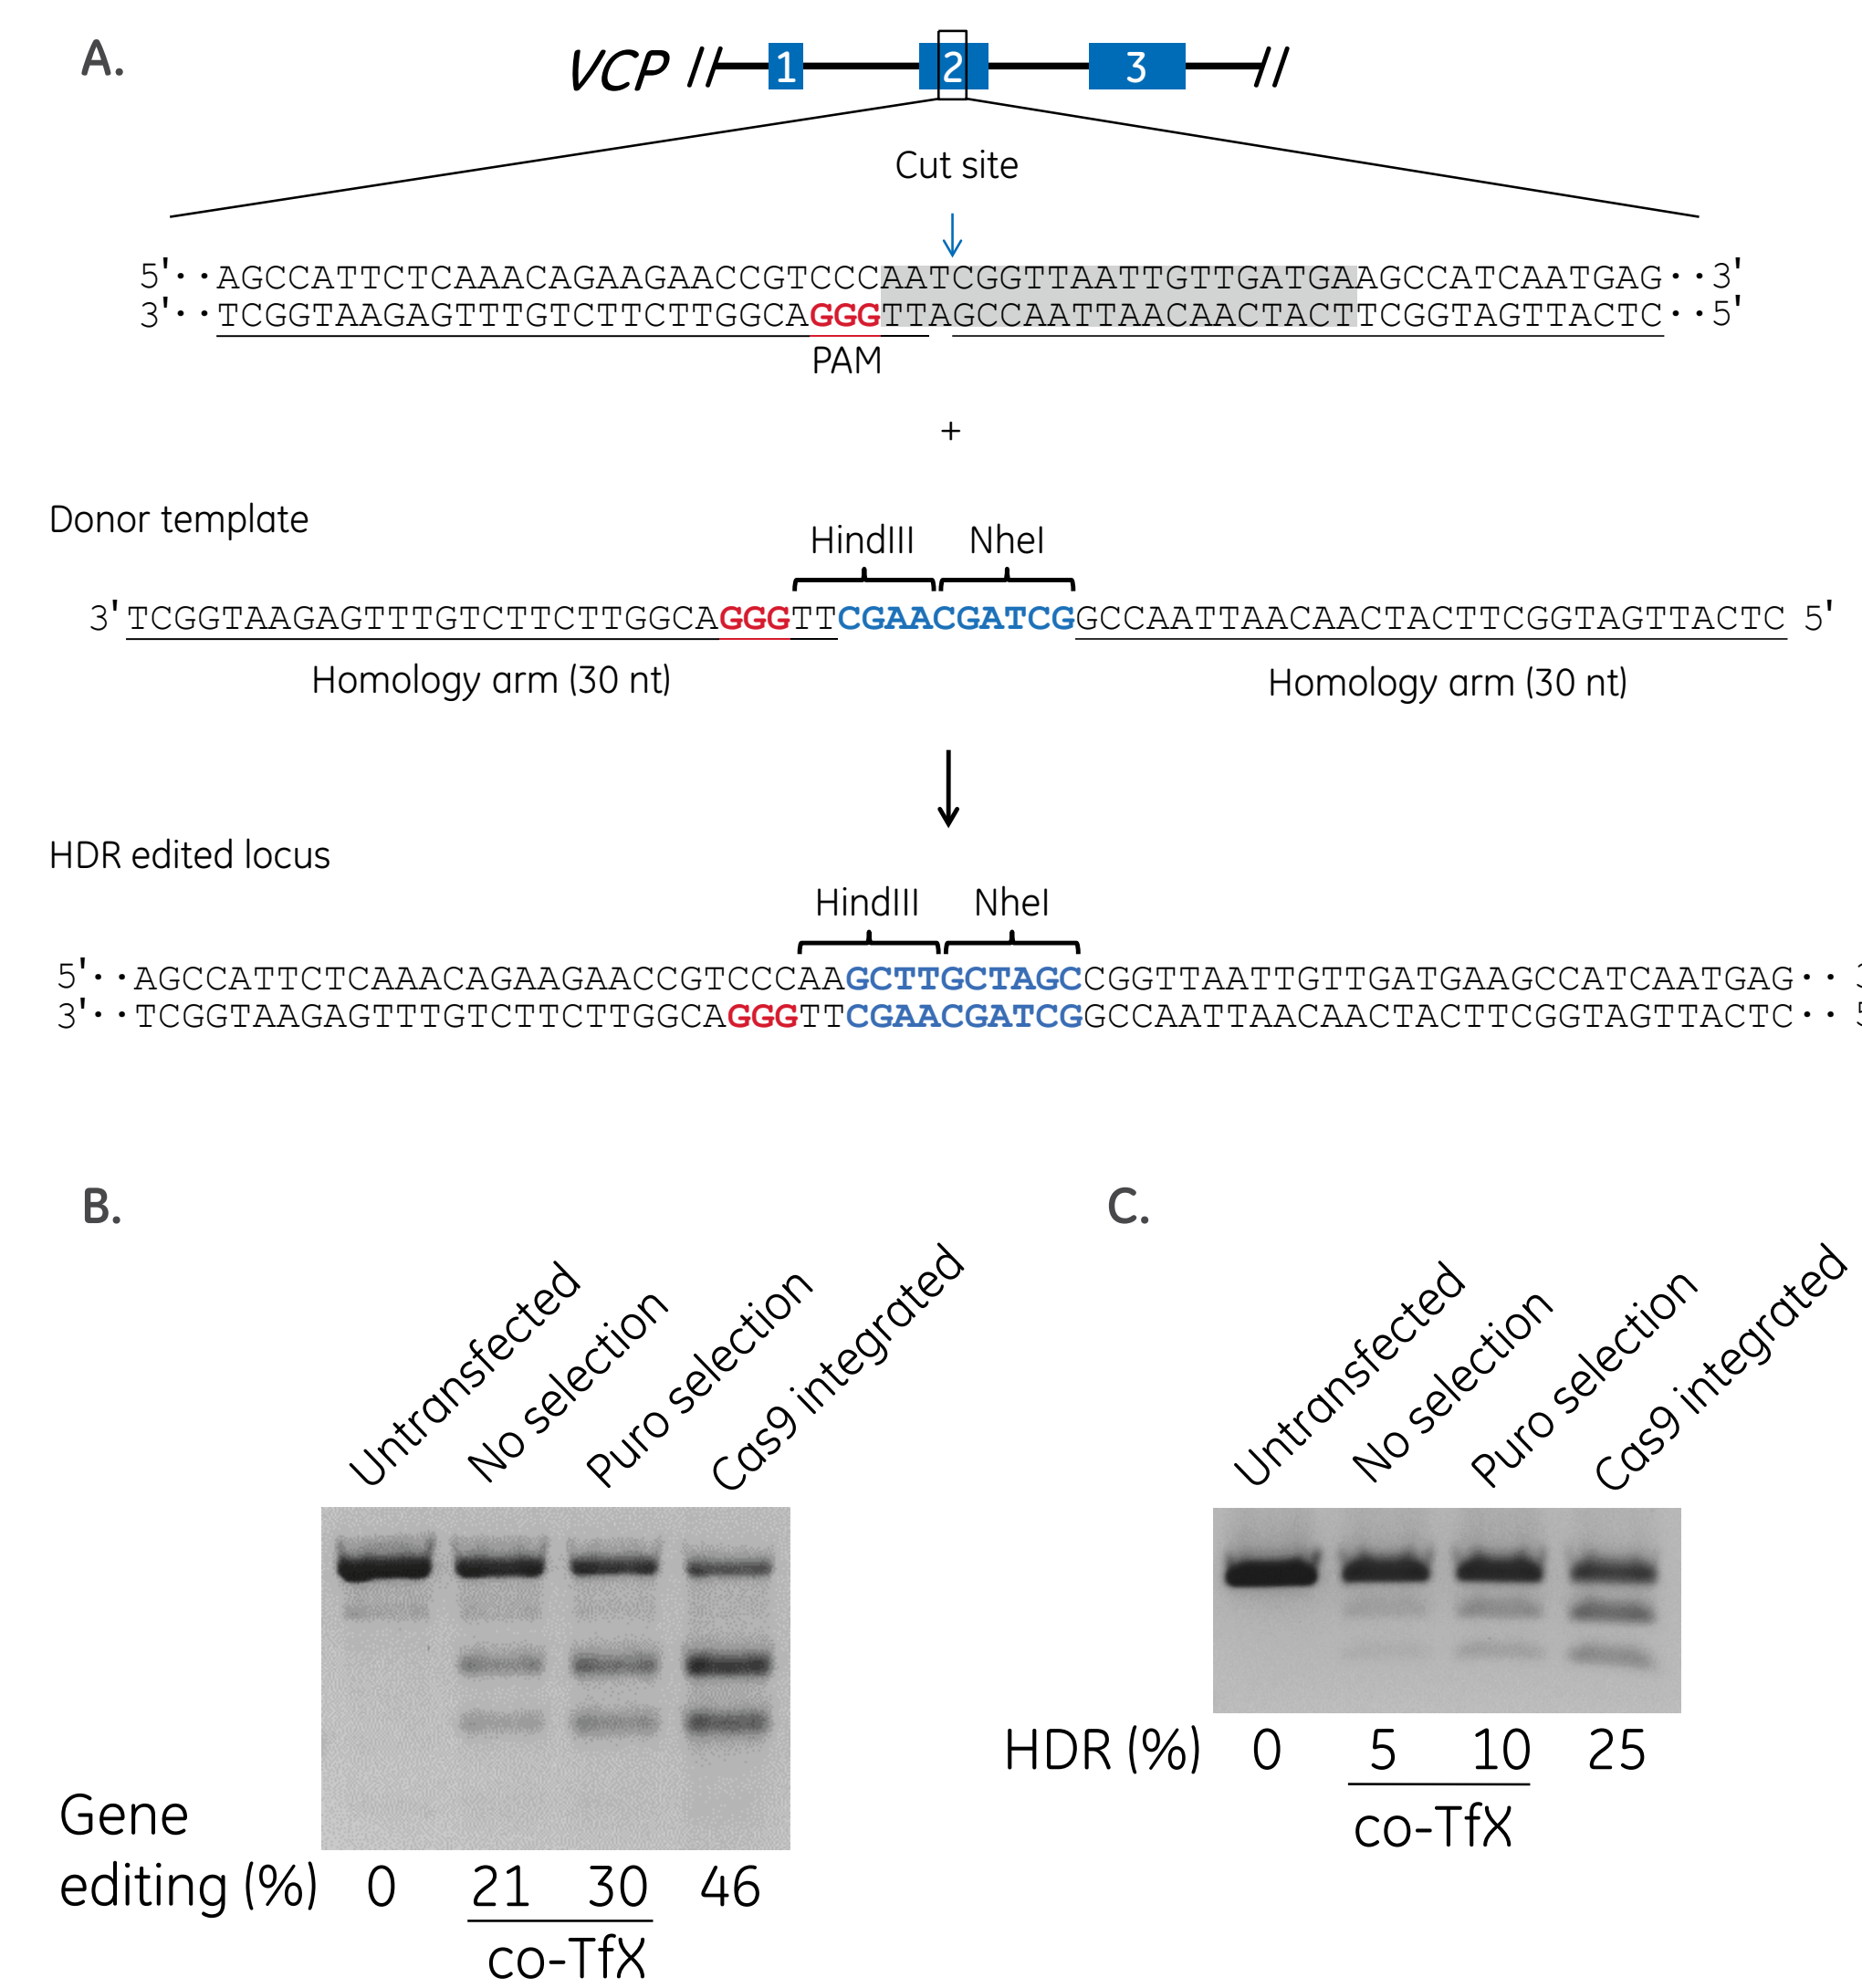 A.
VCP // 1 2 3 //
Cut site
5'··AGCCATTCTCAAACAGAAGAACCGTCCCAATCGGTTAATTGTTGATGAAGCCATCAATGAG··3'
3'··TCGGTAAGAGTTTGTCTTCTTGGCAGGGTTAGCCAATTAACAACTACTTCGGTAGTTACTC··5'
PAM
+
Donor template
HindIII NheI
3'TCGGTAAGAGTTTGTCTTCTTGGCAGGGTTCGAACGATCGGCCAATTAACAACTACTTCGGTAGTTACTC 5'
Homology arm (30 nt) Homology arm (30 nt)
HDR edited locus
HindIII NheI
5'··AGCCATTCTCAAACAGAAGAACCGTCCCAAGCTTGCTAGCCGGTTAATTGTTGATGAAGCCATCAATGAG··
3'··TCGGTAAGAGTTTGTCTTCTTGGCAGGGTTCGAACGATCGGCCAATTAACAACTACTTCGGTAGTTACTC··
B.
Untransfected
No selection
Puro selection
Cas9 integrated
Gene
editing (%) 0 21 30 46
co-TfX
C.
Untransfected
No selection
Puro selection
Cas9 integrated
HDR (%) 0 5 10 25
co-TfX